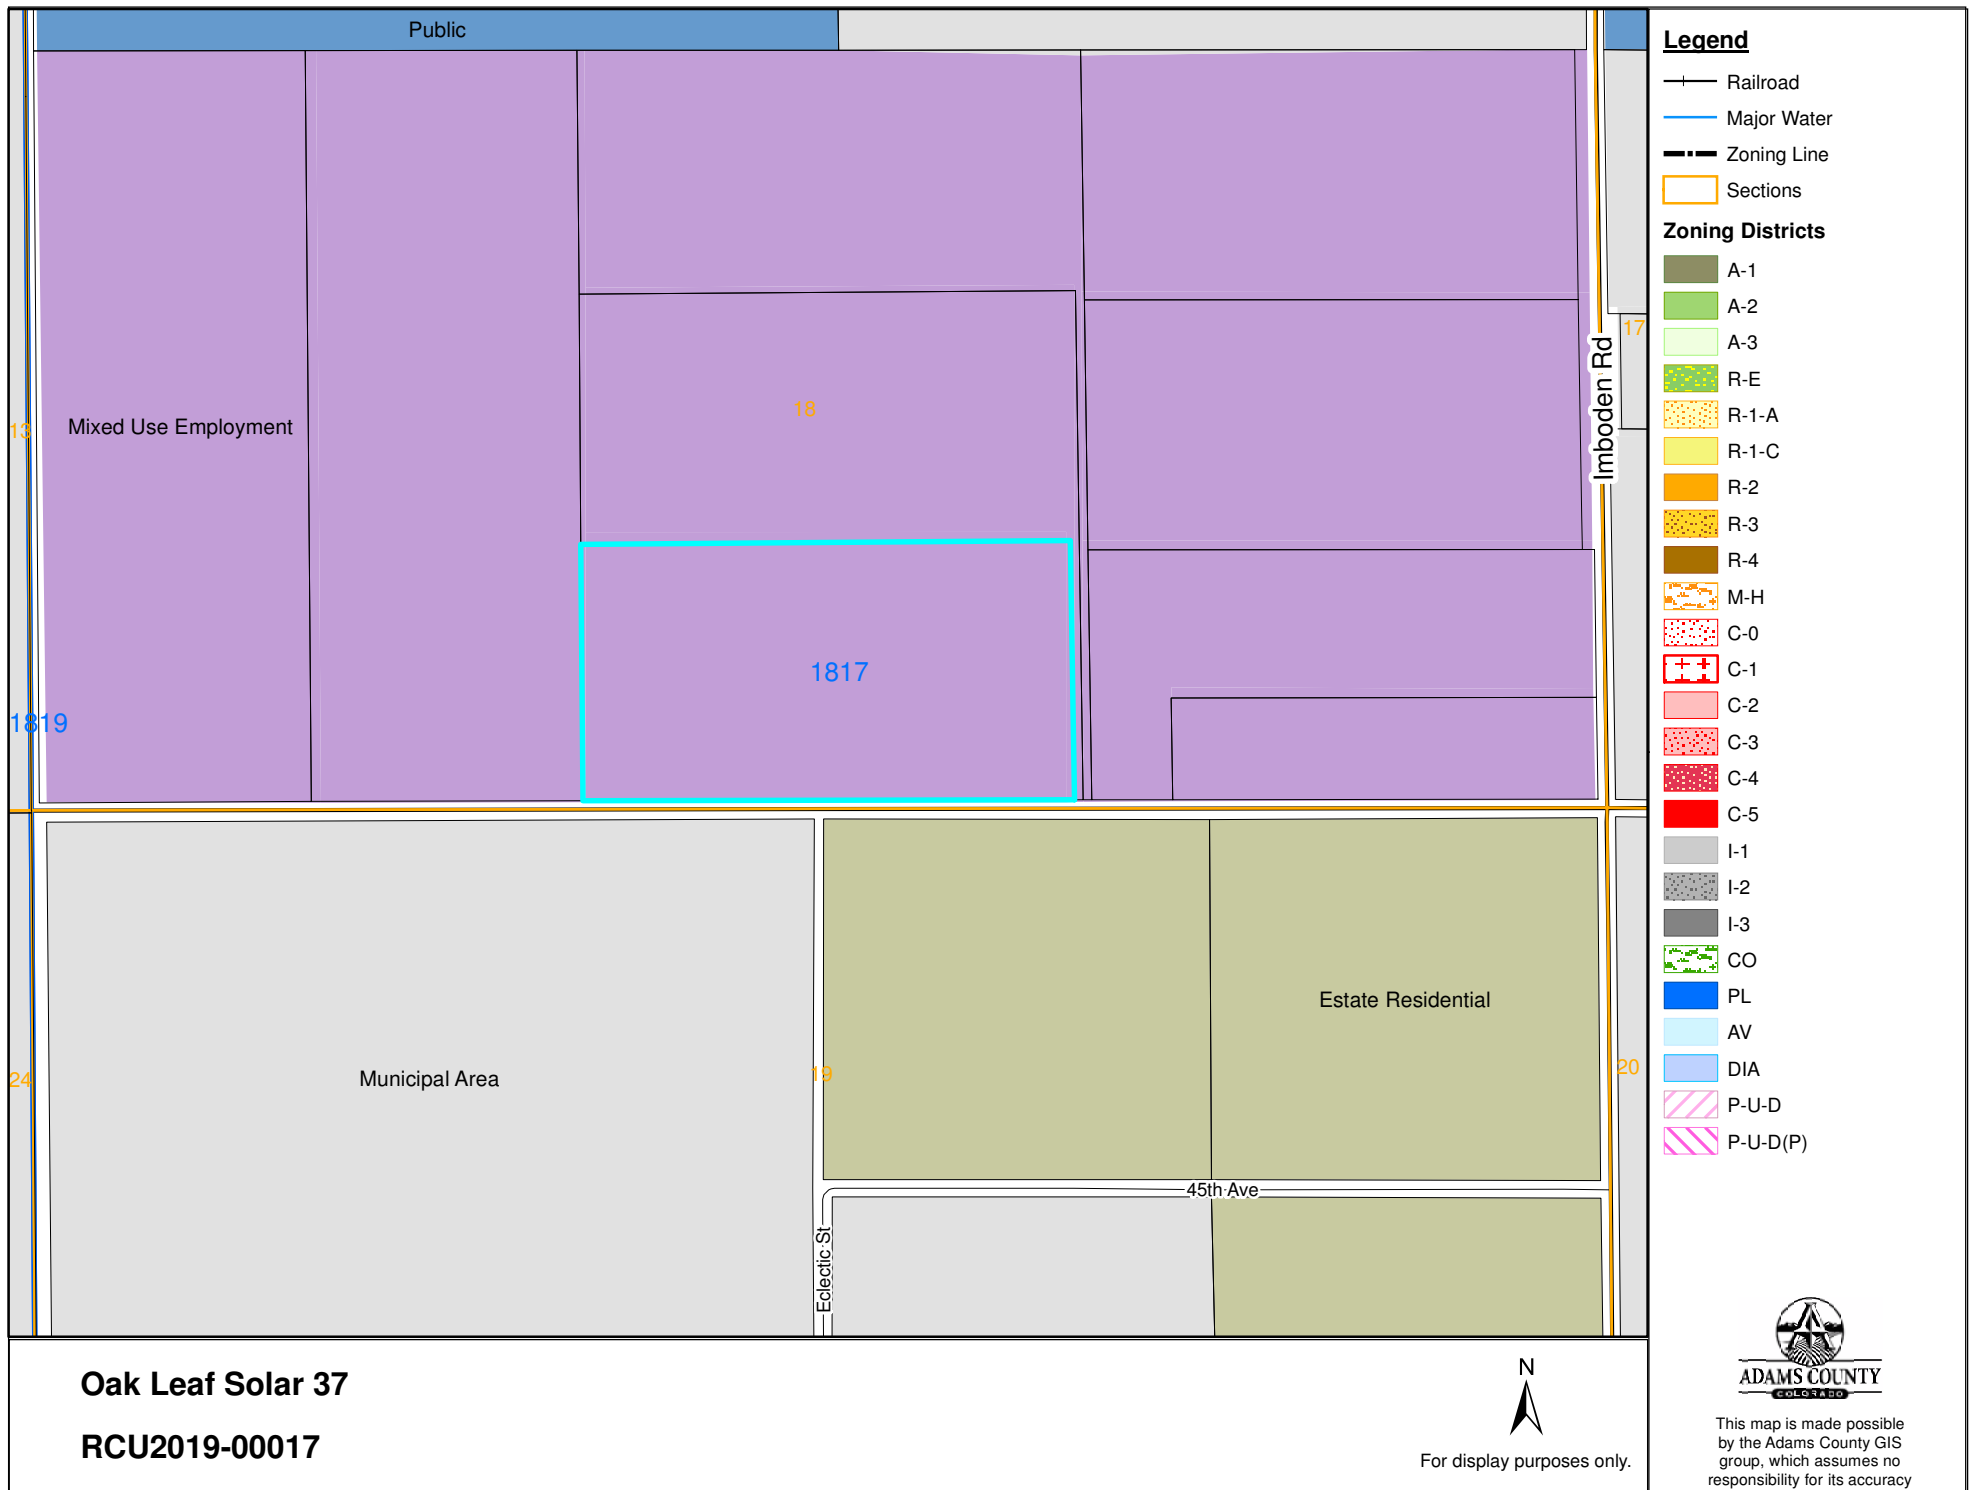 Public
Mixed Use Employment
13
18
17
Imboden Rd
1817
1819
Municipal Area
Estate Residential
24
19
20
45th Ave
Eclectic St
Legend
Railroad
Major Water
Zoning Line
Sections
Zoning Districts
A-1
A-2
A-3
R-E
R-1-A
R-1-C
R-2
R-3
R-4
M-H
C-0
C-1
C-2
C-3
C-4
C-5
I-1
I-2
I-3
CO
PL
AV
DIA
P-U-D
P-U-D(P)
Oak Leaf Solar 37
RCU2019-00017
N
For display purposes only.
ADAMS COUNTY
COLORADO
This map is made possible
by the Adams County GIS
group, which assumes no
responsibility for its accuracy